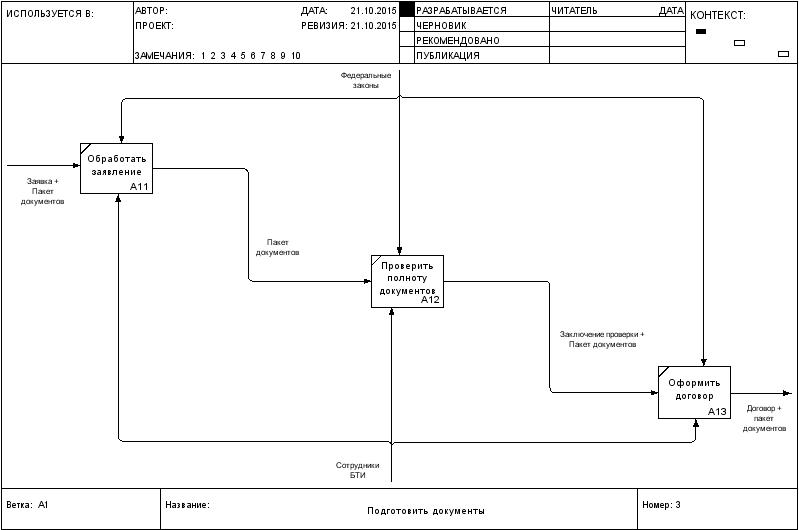 ИСПОЛЬЗУЕТСЯ В:
АВТОР:
ДАТА: 21.10.2015
ПРОЕКТ:
РЕВИЗИЯ: 21.10.2015
ЗАМЕЧАНИЯ: 1 2 3 4 5 6 7 8 9 10
РАЗРАБАТЫВАЕТСЯ
ЧЕРНОВИК
РЕКОМЕНДОВАНО
ПУБЛИКАЦИЯ
ЧИТАТЕЛЬ
ДАТА
КОНТЕКСТ:
Федеральные
законы
Обработать
заявление
A11
Заявка +
Пакет
документов
Пакет
документов
Проверить
полноту
документов
A12
Заключение проверки +
Пакет документов
Оформить
договор
A13
Договор +
пакет
документов
Сотрудники
БТИ
Ветка: A1
Название:
Подготовить документы
Номер: 3